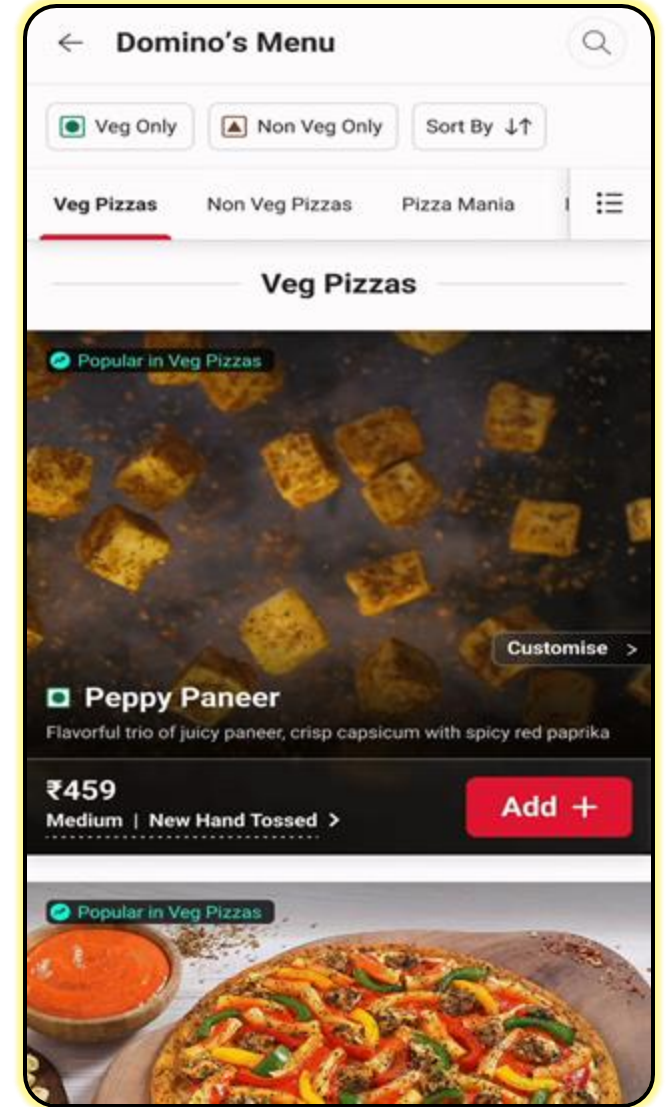 Domino's Menu
Veg Only
Non Veg Only
Sort By ↓↑
Veg Pizzas
Non Veg Pizzas
Pizza Mania
Veg Pizzas
Popular in Veg Pizzas
Customise >
Peppy Paneer
Flavorful trio of juicy paneer, crisp capsicum with spicy red paprika
₹459
Medium | New Hand Tossed >
Add +
Popular in Veg Pizzas